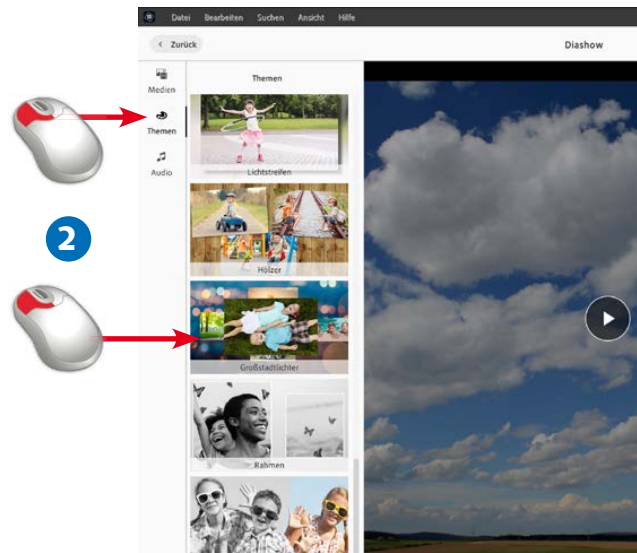 Datei Bearbeiten Suchen Ansicht Hilfe
< Zurück
Diashow
Medien
Themen
Themen
Audio
Lichtstreifen
Hölzer
Großstadtlichter
Rahmen
2